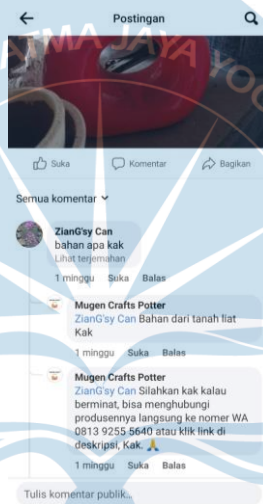 Postingan
ATMA JAYA YOG
Suka
Komentar
Bagikan
Semua komentar
ZianG'sy Can
bahan apa kak
Lihat terjemahan
1 minggu Suka Balas
Mugen Crafts Potter
ZianG'sy Can Bahan dari tanah liat
Kak
1 minggu Suka Balas
Mugen Crafts Potter
ZianG'sy Can Silahkan kak kalau
berminat, bisa menghubungi
produsennya langsung ke nomer WA
0813 9255 5640 atau klik link di
deskripsi, Kak. 🙏
1 minggu Suka Balas
Tulis komentar publik...